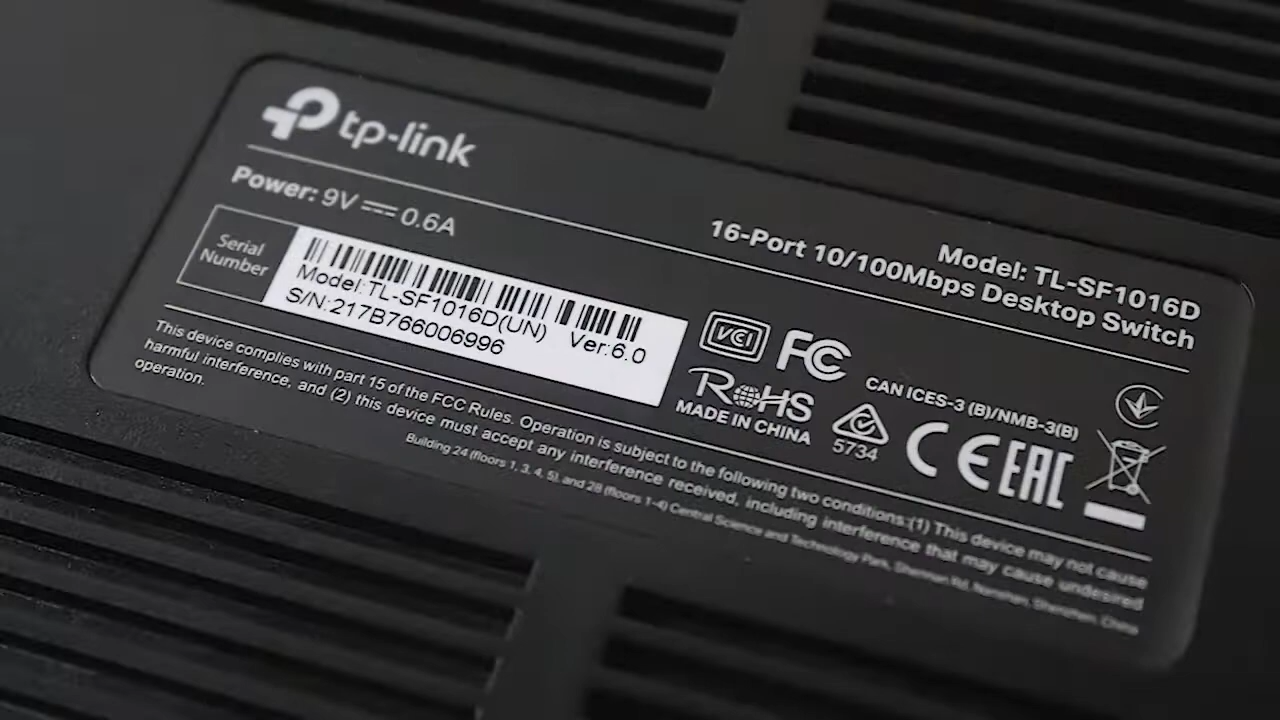 tp-link
Power: 9V ⎓ 0.6A
Model: TL-SF1016D
16-Port 10/100Mbps Desktop Switch
Serial
Number
Model:TL-SF1016D(UN) Ver:6.0
S/N:217B766006996
VCI
FC
RoHS
MADE IN CHINA
CAN ICES-3 (B)/NMB-3(B)
5734
CE EAC
This device complies with part 15 of the FCC Rules. Operation is subject to the following two conditions:(1) This device may not cause
harmful interference, and (2) this device must accept any interference received, including interference that may cause undesired
operation.
Building 24 (floors 1, 3, 4, 5), and 28 (floors 1-4) Central Science and Technology Park, Shennan Rd, Nanshan, Shenzhen, China